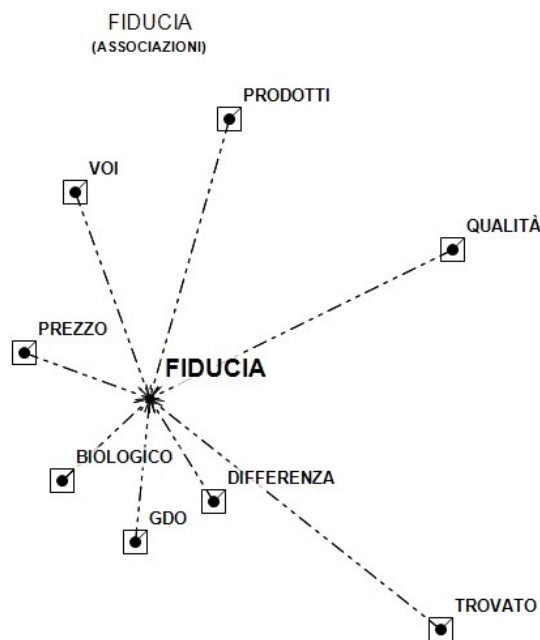 FIDUCIA
(ASSOCIAZIONI)
PRODOTTI
VOI
QUALITÀ
PREZZO
FIDUCIA
BIOLOGICO
DIFFERENZA
GDO
TROVATO